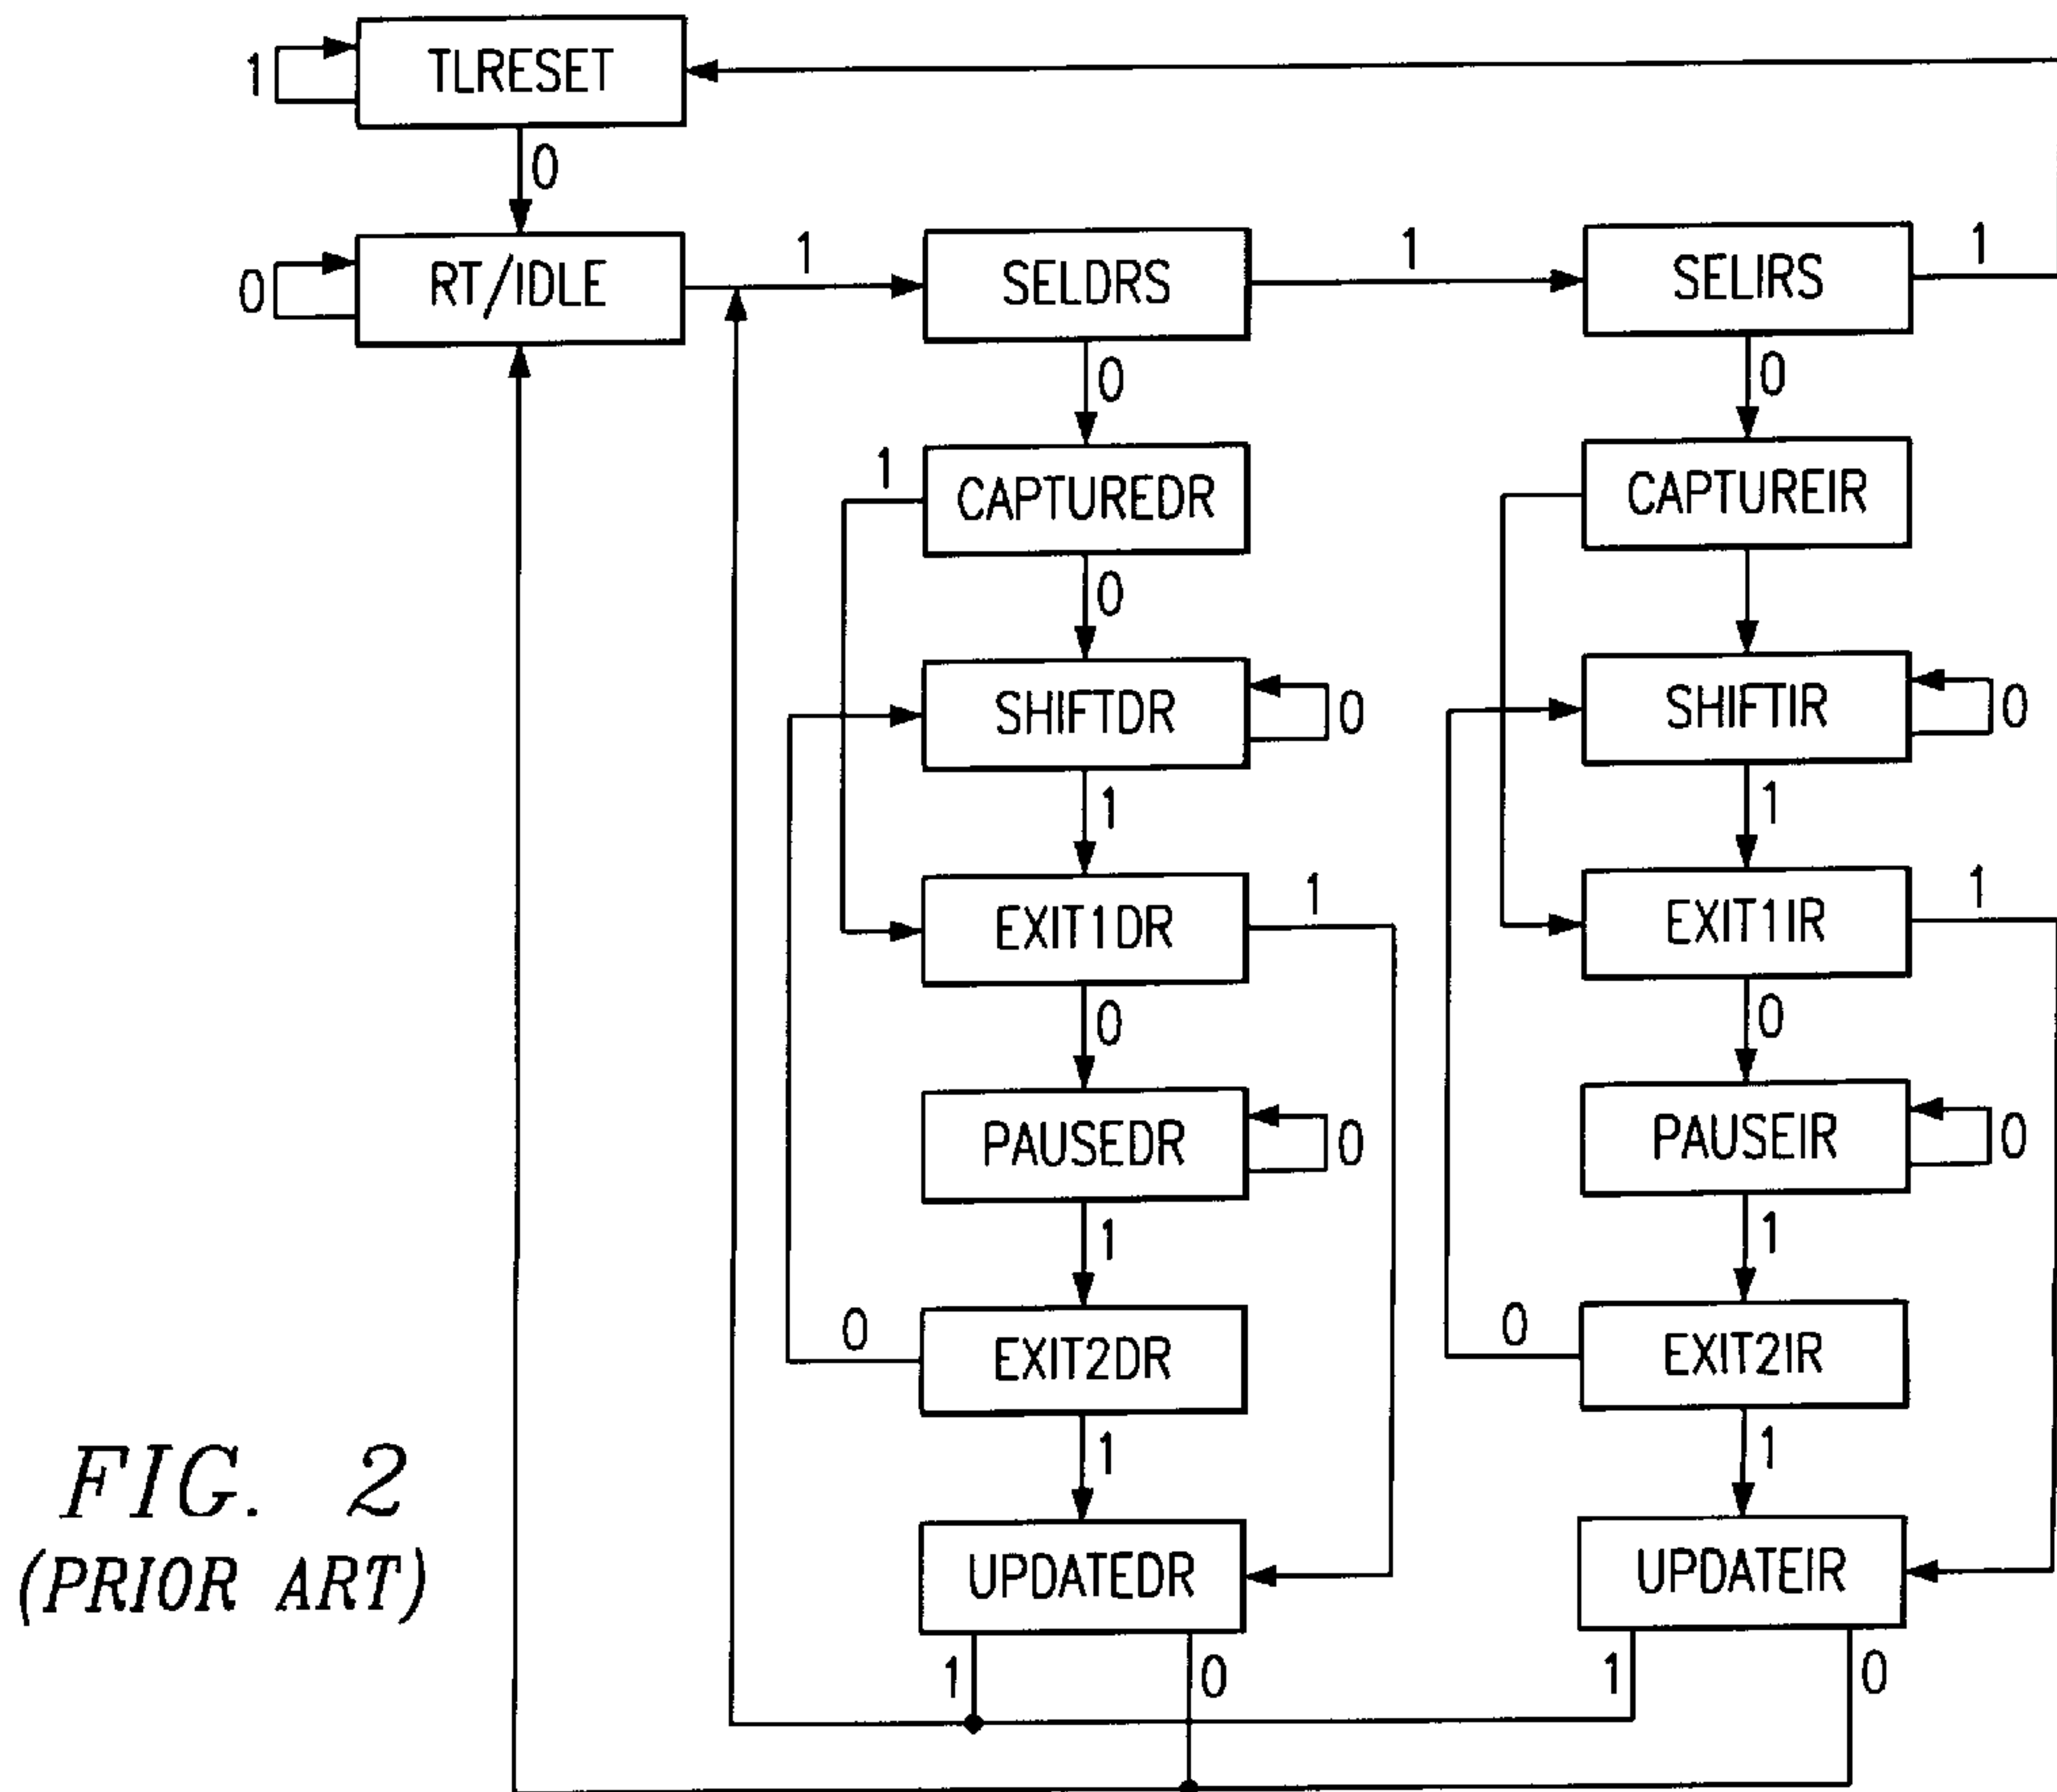 TLRESET
1
0
RT/IDLE
0
1
SELDRS
1
SELIRS
1
0
0
1
CAPTUREDR
CAPTUREIR
0
SHIFTDR
0
SHIFTIR
0
1
1
EXIT1DR
1
EXIT1IR
1
0
0
PAUSEDR
0
PAUSEIR
0
1
1
0
EXIT2DR
0
EXIT2IR
1
1
UPDATEDR
UPDATEIR
1
0
1
0
FIG. 2
(PRIOR ART)